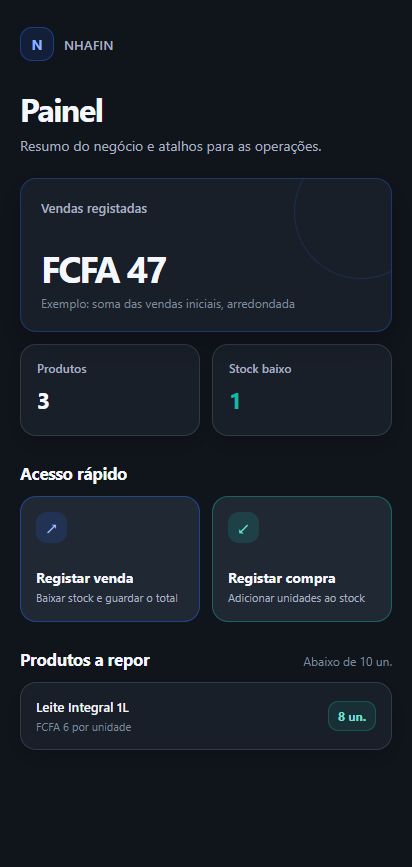 N NHAFIN
Painel
Resumo do negócio e atalhos para as operações.
Vendas registadas
FCFA 47
Exemplo: soma das vendas iniciais, arredondada
Produtos
3
Stock baixo
1
Acesso rápido
Registar venda
Baixar stock e guardar o total
Registar compra
Adicionar unidades ao stock
Produtos a repor
Abaixo de 10 un.
Leite Integral 1L
FCFA 6 por unidade
8 un.